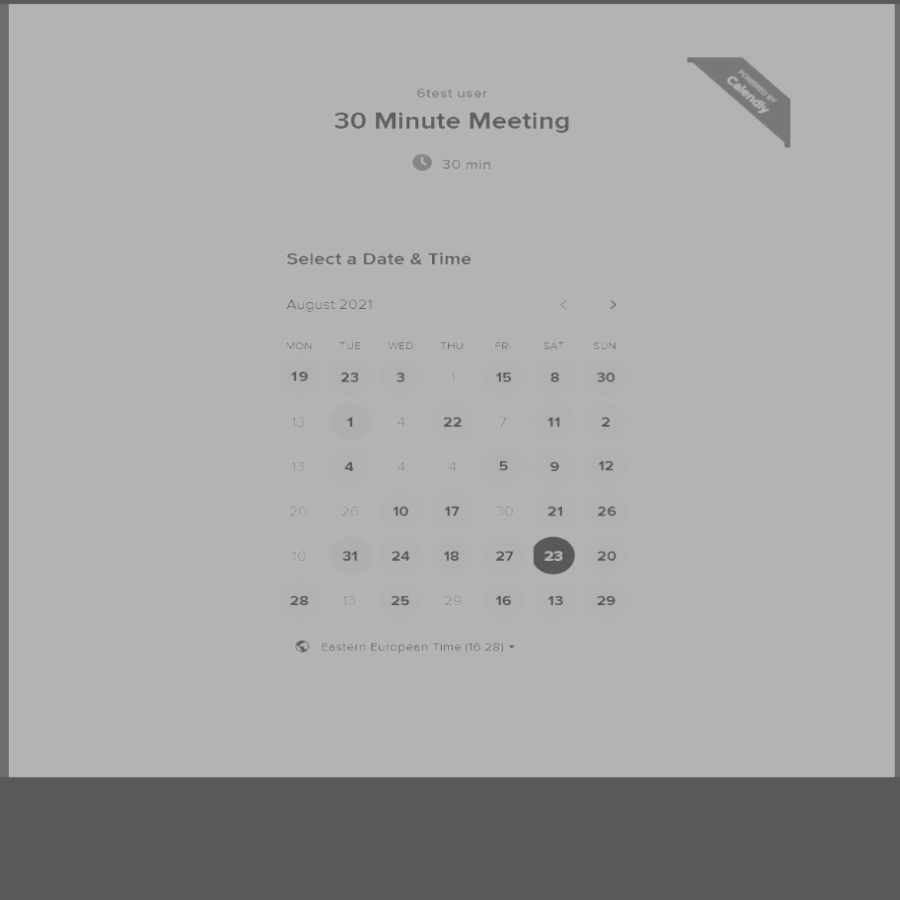 POWERED BY
Calendly
6test user
30 Minute Meeting
30 min
Select a Date & Time
August 2021
MON TUE WED THU FRI SAT SUN
19 23 3 1 15 8 30
13 1 4 22 7 11 2
13 4 4 4 5 9 12
20 26 10 17 30 21 26
10 31 24 18 27 23 20
28 13 25 29 16 13 29
Eastern European Time (16:28)